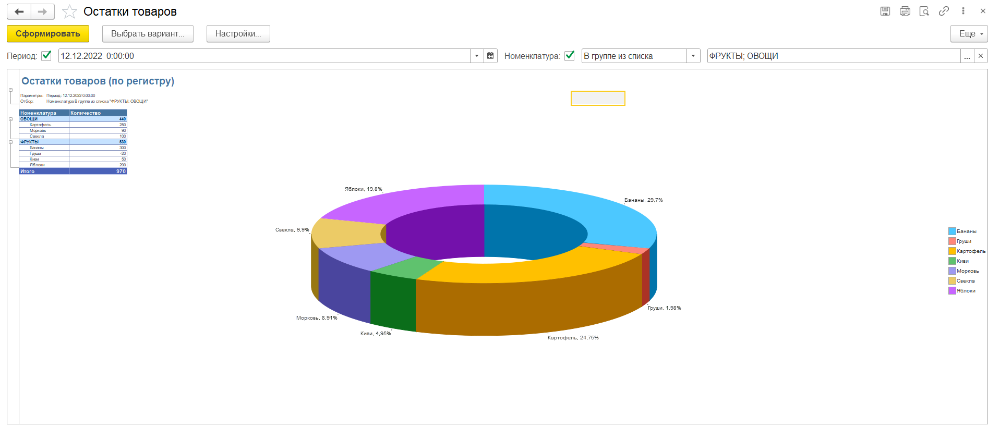 Остатки товаров
Сформировать
Выбрать вариант...
Настройки...
Еще
Период: 12.12.2022 0:00:00 Номенклатура: В группе из списка ФРУКТЫ; ОВОЩИ ...
Остатки товаров (по регистру)
Параметры: Период: 12.12.2022 0:00:00
Отбор: Номенклатура В группе из списка "ФРУКТЫ; ОВОЩИ"
Номенклатура Количество
ОВОЩИ 440
Картофель 250
Морковь 90
Свекла 100
ФРУКТЫ 530
Бананы 300
Груши -20
Киви 50
Яблоки 200
Итого 970
Яблоки, 19,8%
Бананы, 29,7%
Свекла, 9,9%
Груши, 1,98%
Морковь, 8,91%
Киви, 4,95%
Картофель, 24,75%
Бананы
Груши
Картофель
Киви
Морковь
Свекла
Яблоки